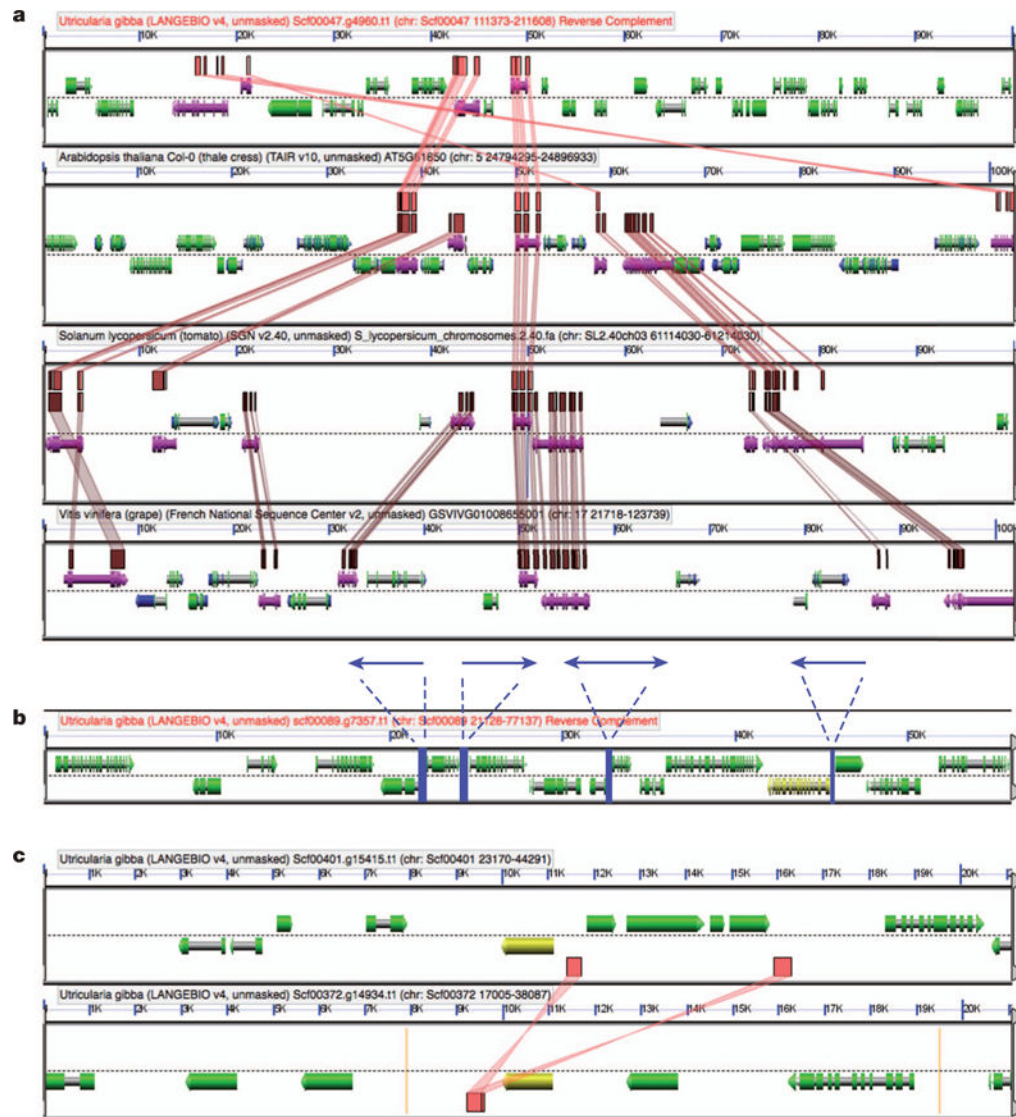 a
Utricularia gibba (LANGEBIO v4, unmasked) Scf00047.g4960.t1 (chr: Scf00047 111373-211608) Reverse Complement
10K 20K 30K 40K 50K 60K 70K 80K 90K
Arabidopsis thaliana Col-0 (thale cress) (TAIR v10, unmasked) AT5G61650 (chr: 5 24794295-24896933)
10K 20K 30K 40K 50K 60K 70K 80K 90K 100K
Solanum lycopersicum (tomato) (SGN v2.40, unmasked) S_lycopersicum_chromosomes.2.40.fa (chr: SL2.40ch03 61114030-61214030)
10K 20K 30K 40K 50K 60K 70K 80K 90K
Vitis vinifera (grape) (French National Sequence Center v2, unmasked) GSVIVG01008655001 (chr: 17 21718-123739)
10K 20K 30K 40K 50K 60K 70K 80K 90K 100K
b
Utricularia gibba (LANGEBIO v4, unmasked) scf00089.g7357.t1 (chr: Scf00089 21128-77137) Reverse Complement
10K 20K 30K 40K 50K
c
Utricularia gibba (LANGEBIO v4, unmasked) Scf00401.g15415.t1 (chr: Scf00401 23170-44291)
1K 2K 3K 4K 5K 6K 7K 8K 9K 10K 11K 12K 13K 14K 15K 16K 17K 18K 19K 20K
Utricularia gibba (LANGEBIO v4, unmasked) Scf00372.g14934.t1 (chr: Scf00372 17005-38087)
1K 2K 3K 4K 5K 6K 7K 8K 9K 10K 11K 12K 13K 14K 15K 16K 17K 18K 19K 20K